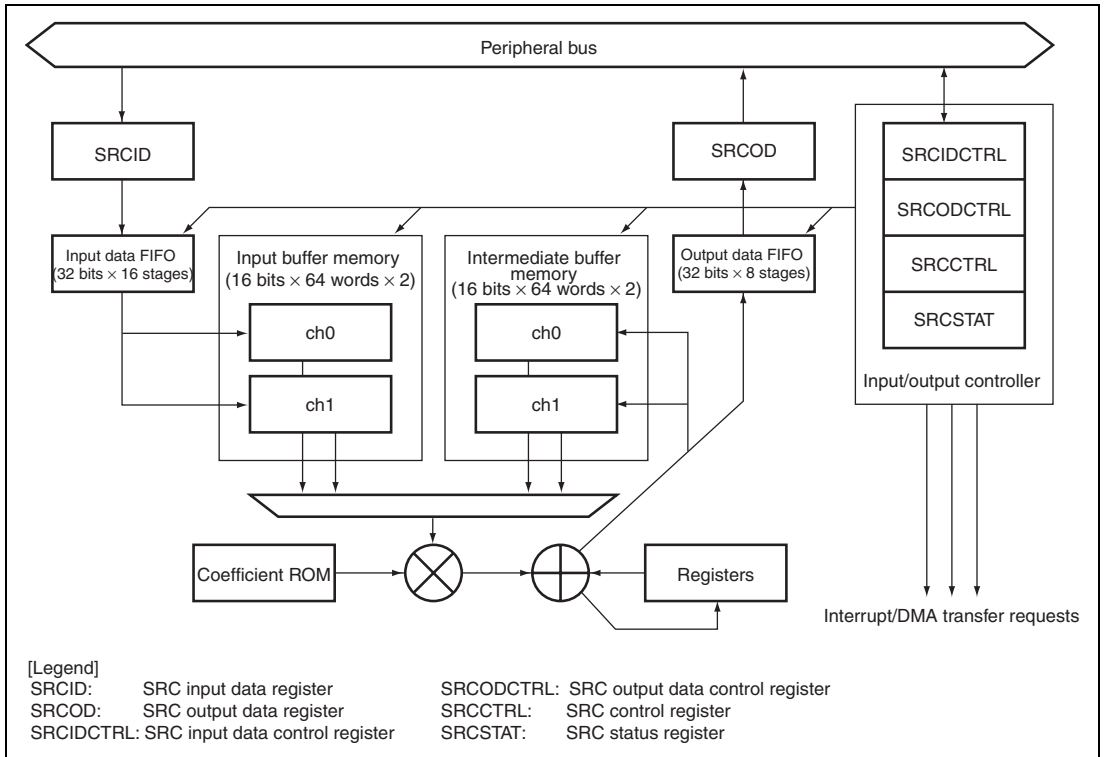 Peripheral bus
SRCID
SRCOD
SRCIDCTRL
SRCODCTRL
SRCCTRL
SRCSTAT
Input/output controller
Input data FIFO
(32 bits × 16 stages)
Input buffer memory
(16 bits × 64 words × 2)
ch0
ch1
Intermediate buffer
memory
(16 bits × 64 words × 2)
ch0
ch1
Output data FIFO
(32 bits × 8 stages)
Coefficient ROM
Registers
Interrupt/DMA transfer requests
[Legend]
SRCID: SRC input data register
SRCOD: SRC output data register
SRCIDCTRL: SRC input data control register
SRCODCTRL: SRC output data control register
SRCCTRL: SRC control register
SRCSTAT: SRC status register